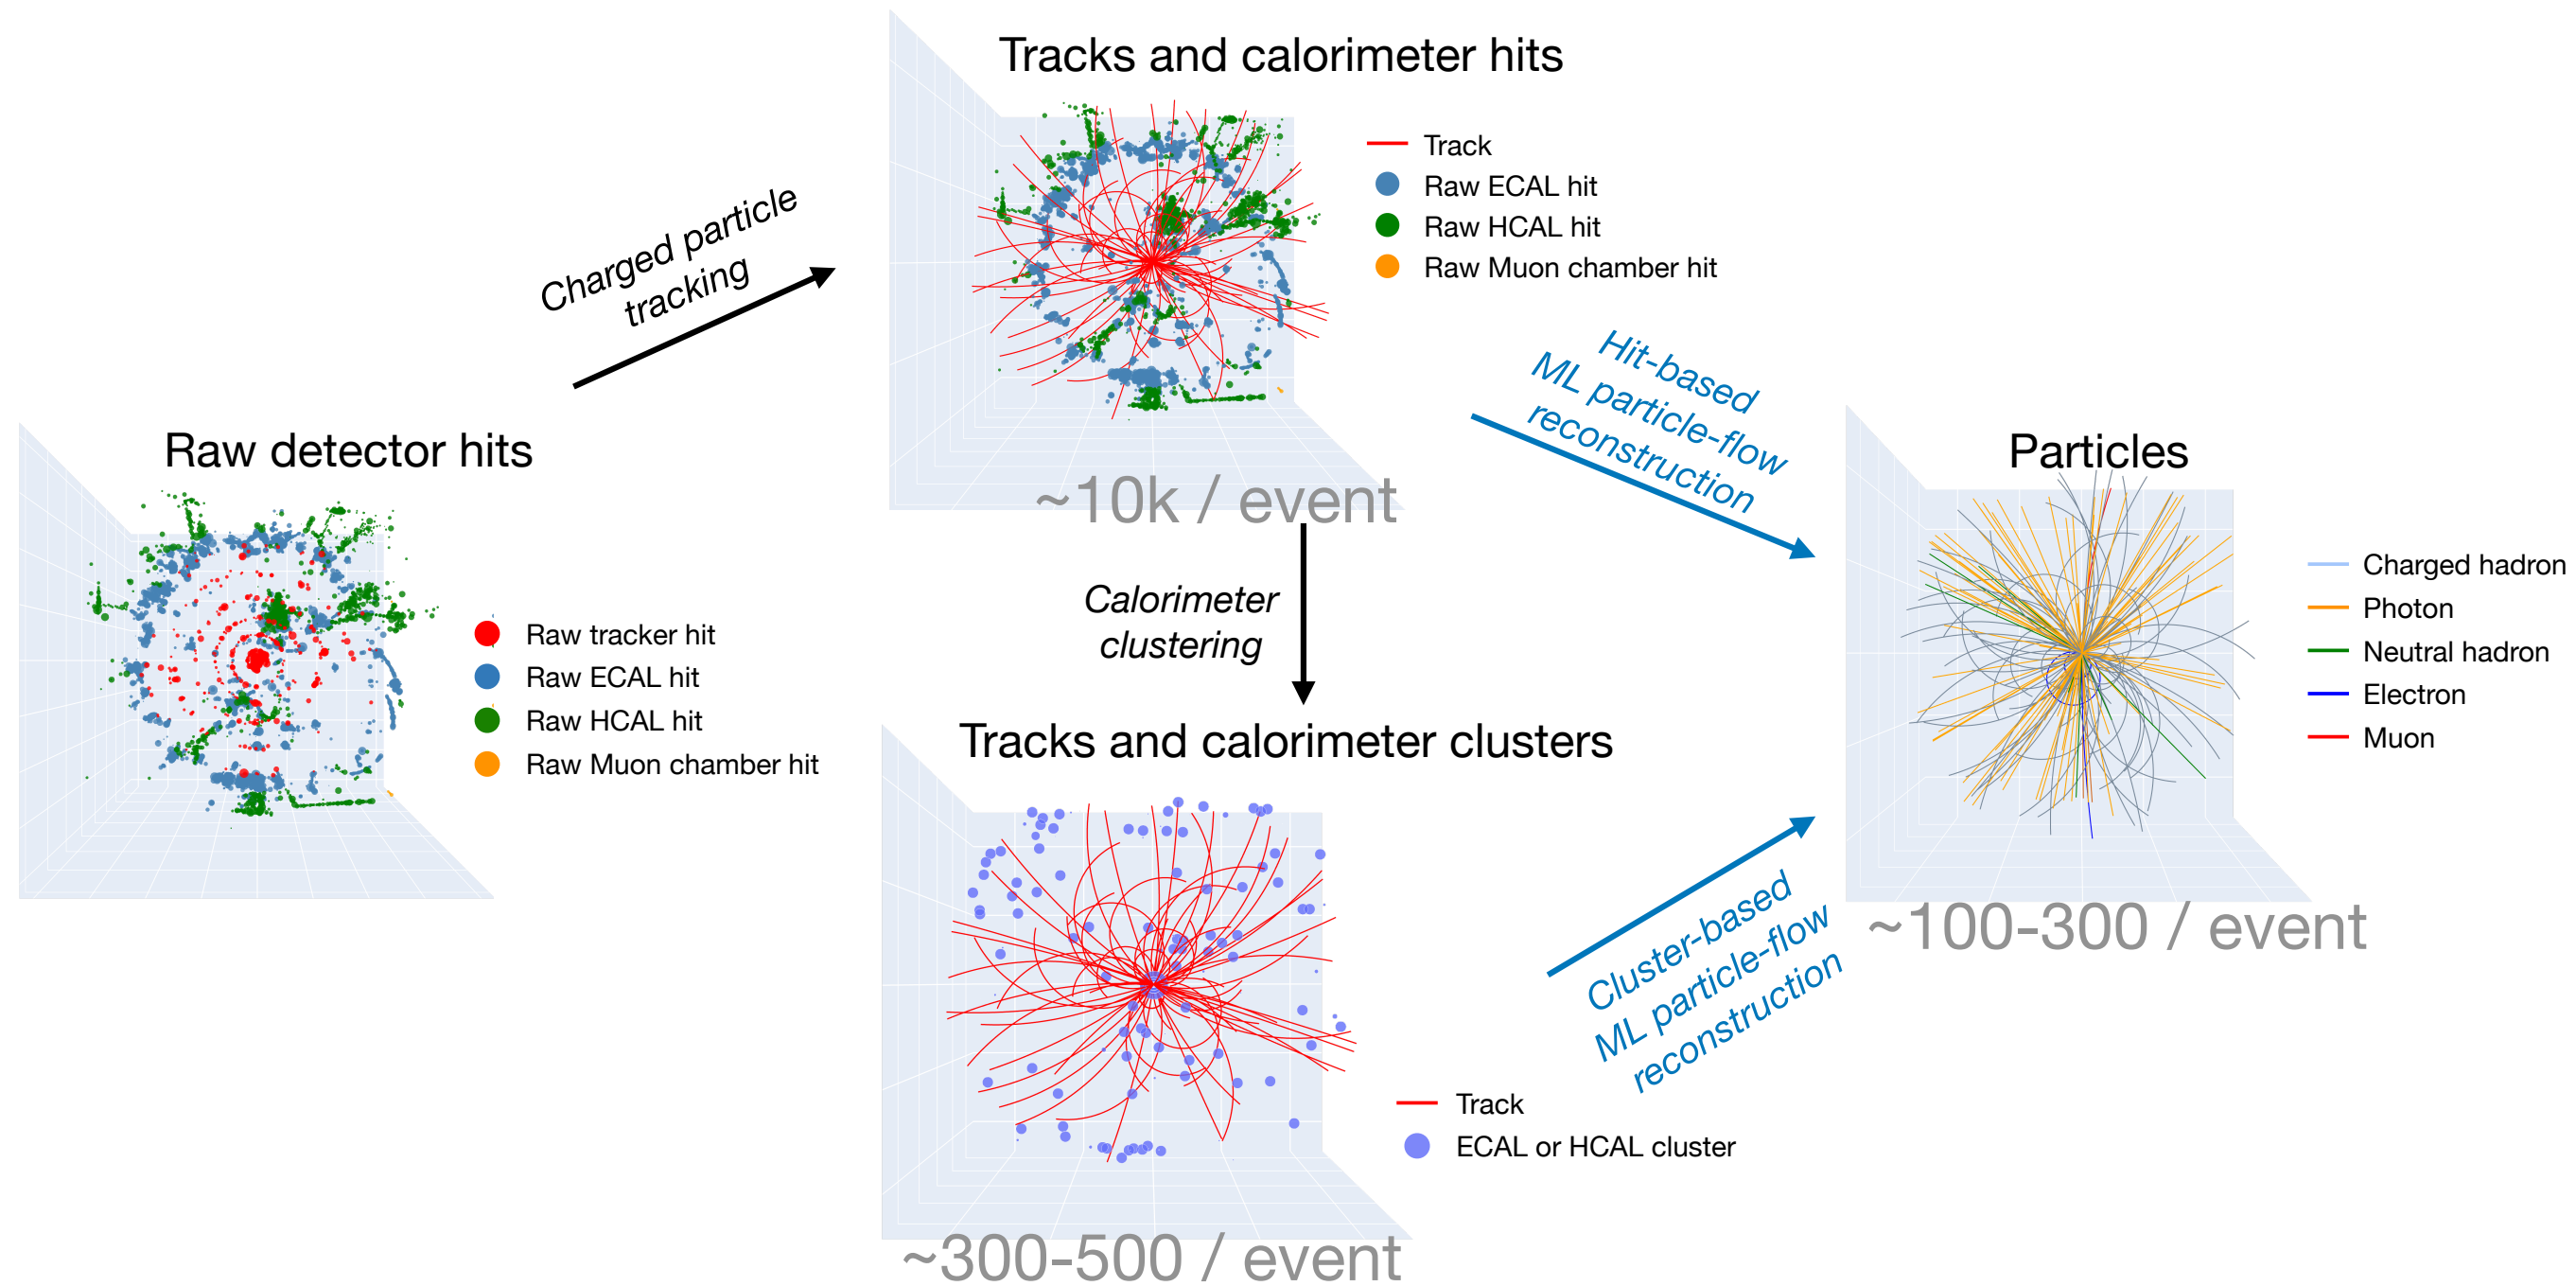 Tracks and calorimeter hits
Track
Raw ECAL hit
Raw HCAL hit
Raw Muon chamber hit
~10k / event
Charged particle
tracking
Raw detector hits
Raw tracker hit
Raw ECAL hit
Raw HCAL hit
Raw Muon chamber hit
Calorimeter
clustering
Hit-based
ML particle-flow
reconstruction
Tracks and calorimeter clusters
Track
ECAL or HCAL cluster
~300-500 / event
Cluster-based
ML particle-flow
reconstruction
Particles
Charged hadron
Photon
Neutral hadron
Electron
Muon
~100-300 / event